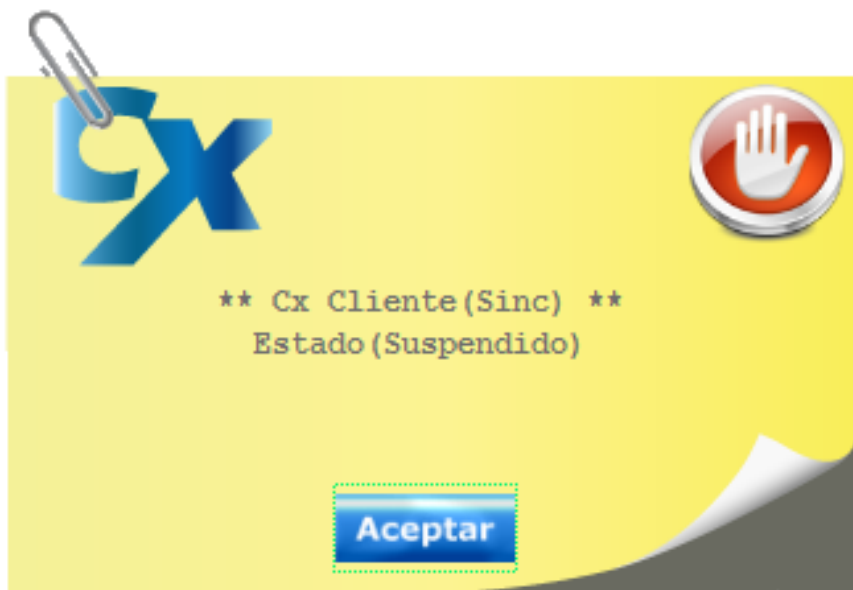 Cx
** Cx Cliente(Sinc) **
Estado(Suspendido)
Aceptar